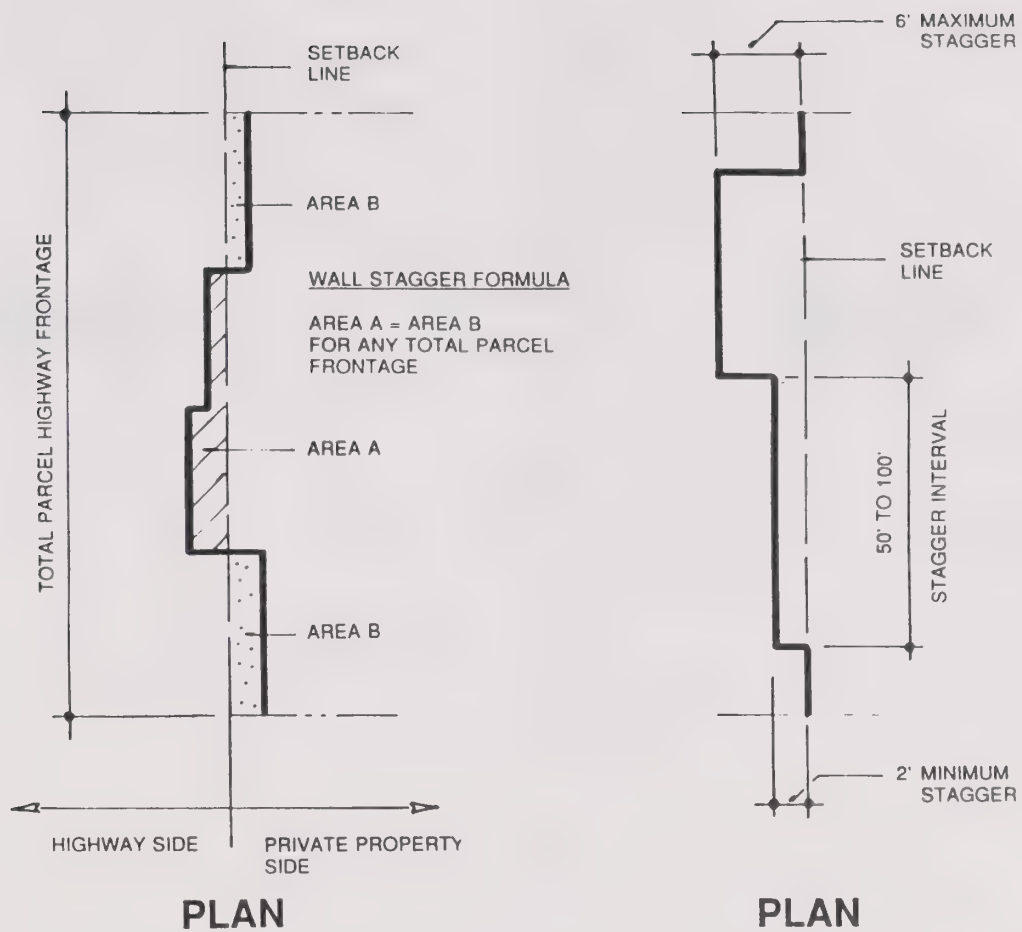 SETBACK
LINE
AREA B
TOTAL PARCEL HIGHWAY FRONTAGE
WALL STAGGER FORMULA
AREA A = AREA B
FOR ANY TOTAL PARCEL
FRONTAGE
AREA A
AREA B
HIGHWAY SIDE
PRIVATE PROPERTY
SIDE
PLAN
6' MAXIMUM
STAGGER
SETBACK
LINE
50' TO 100'
STAGGER INTERVAL
2' MINIMUM
STAGGER
PLAN